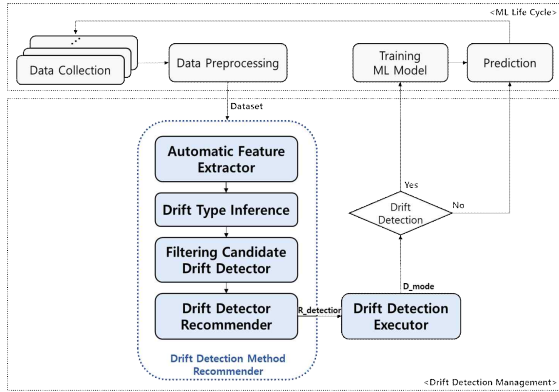 <ML Life Cycle>
Data Collection
Data Preprocessing
Training
ML Model
Prediction
Dataset
Automatic Feature
Extractor
Drift Type Inference
Filtering Candidate
Drift Detector
Drift Detector
Recommender
Drift Detection Method
Recommender
R_detection
Drift Detection
Executor
D_mode
Drift
Detection
Yes
No
<Drift Detection Management>